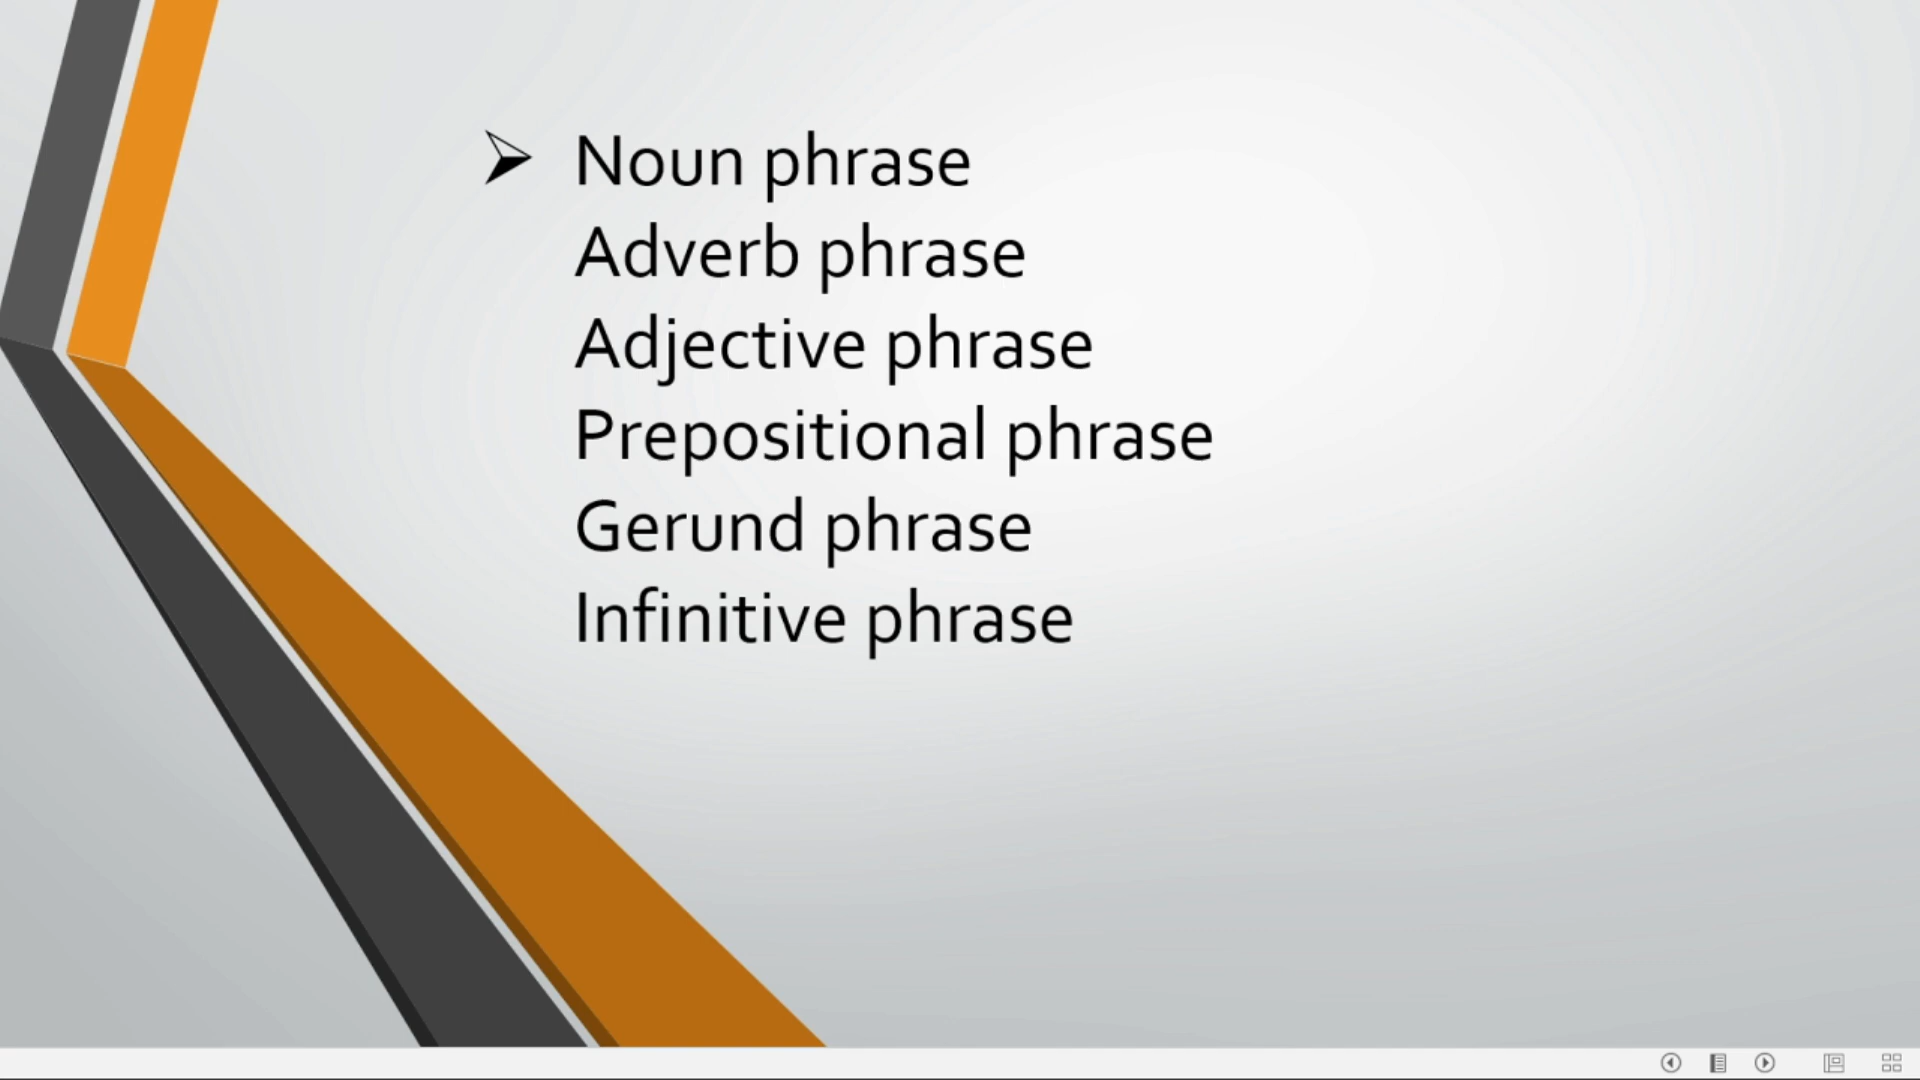 Noun phrase
Adverb phrase
Adjective phrase
Prepositional phrase
Gerund phrase
Infinitive phrase